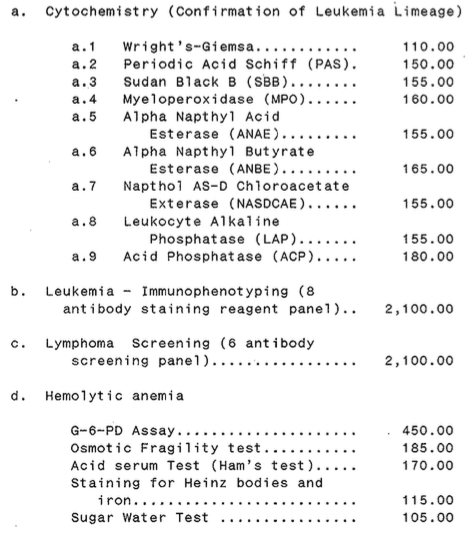 a. Cytochemistry (Confirmation of Leukemia Limeage)
a.1 Wright's-Giemsa............ 110.00
a.2 Periodic Acid Schiff (PAS). 150.00
a.3 Sudan Black B (SBB)........ 155.00
a.4 Myeloperoxidase (MPO)...... 160.00
a.5 Alpha Napthyl Acid
Esterase (ANAE)......... 155.00
a.6 Alpha Napthyl Butyrate
Esterase (ANBE)......... 165.00
a.7 Napthol AS-D Chloroacetate
Exterase (NASDCAE)...... 155.00
a.8 Leukocyte Alkaline
Phosphatase (LAP)....... 155.00
a.9 Acid Phosphatase (ACP)..... 180.00
b. Leukemia - Immunophenotyping (8
antibody staining reagent panel).. 2,100.00
c. Lymphoma Screening (6 antibody
screening panel)................. 2,100.00
d. Hemolytic anemia
G-6-PD Assay..................... 450.00
Osmotic Fragility test........... 185.00
Acid serum Test (Ham's test)..... 170.00
Staining for Heinz bodies and
iron.......................... 115.00
Sugar Water Test ................ 105.00